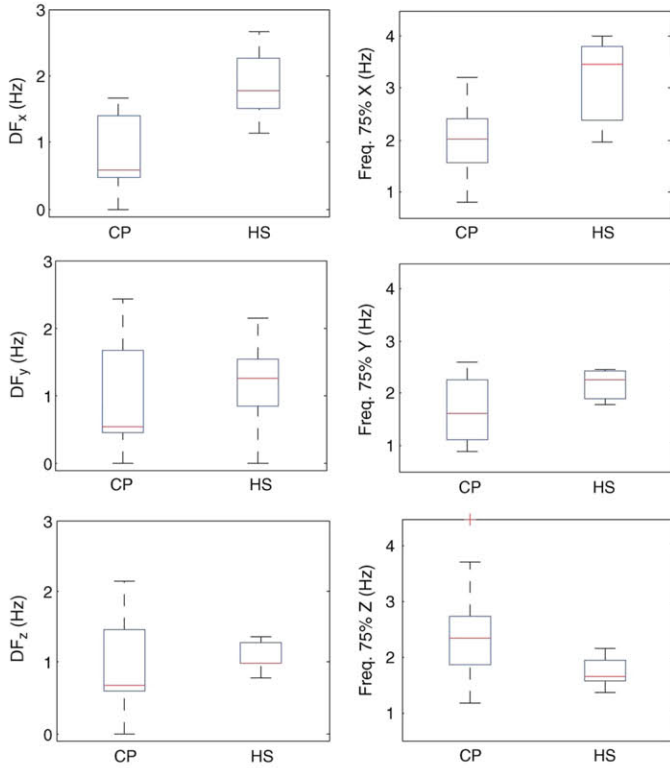 3
2
1
0
DFx (Hz)
CP HS
4
3
2
1
Freq. 75% X (Hz)
CP HS
3
2
1
0
DFy (Hz)
CP HS
4
3
2
1
Freq. 75% Y (Hz)
CP HS
3
2
1
0
DFz (Hz)
CP HS
4
3
2
1
Freq. 75% Z (Hz)
CP HS